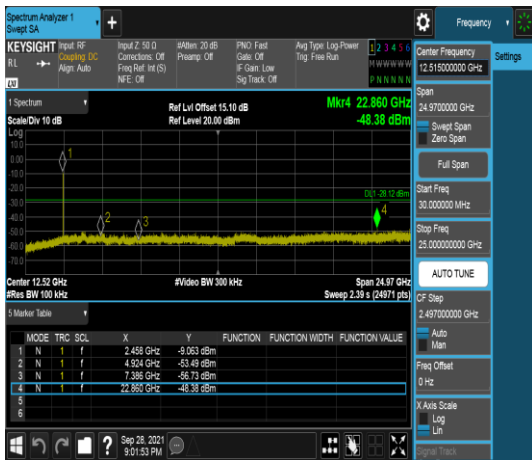 Spectrum Analyzer 1
Swept SA
Frequency
KEYSIGHT
Input: RF
Coupling: DC
Align: Auto
Input Z: 50 Ω
Corrections: Off
Freq Ref: Int (S)
NFE: Off
#Atten: 20 dB
Preamp: Off
PNO: Fast
Gate: Off
IF Gain: Low
Sig Track: Off
Avg Type: Log-Power
Trig: Free Run
1 2 3 4 5 6
M W W W W W
P N N N N N
RL
LXI
Center Frequency
12.515000000 GHz
Settings
Span
24.9700000 GHz
Swept Span
Zero Span
Full Span
Start Freq
30.000000 MHz
Stop Freq
25.000000000 GHz
AUTO TUNE
CF Step
2.497000000 GHz
Auto
Man
Freq Offset
0 Hz
X Axis Scale
Log
Lin
Signal Track
1 Spectrum
Scale/Div 10 dB
Ref Lvl Offset 15.10 dB
Ref Level 20.00 dBm
Mkr4 22.860 GHz
-48.38 dBm
Log
10.0
0.00
-10.0
-20.0
-30.0
-40.0
-50.0
-60.0
-70.0
1
2
3
4
DL1 -28.12 dBm
Center 12.52 GHz
#Res BW 100 kHz
#Video BW 300 kHz
Span 24.97 GHz
Sweep 2.39 s (24971 pts)
5 Marker Table
MODE TRC SCL X Y FUNCTION FUNCTION WIDTH FUNCTION VALUE
1 N 1 f 2.458 GHz -9.063 dBm
2 N 1 f 4.924 GHz -53.49 dBm
3 N 1 f 7.386 GHz -56.73 dBm
4 N 1 f 22.860 GHz -48.38 dBm
5
6
Sep 28, 2021
9:01:53 PM